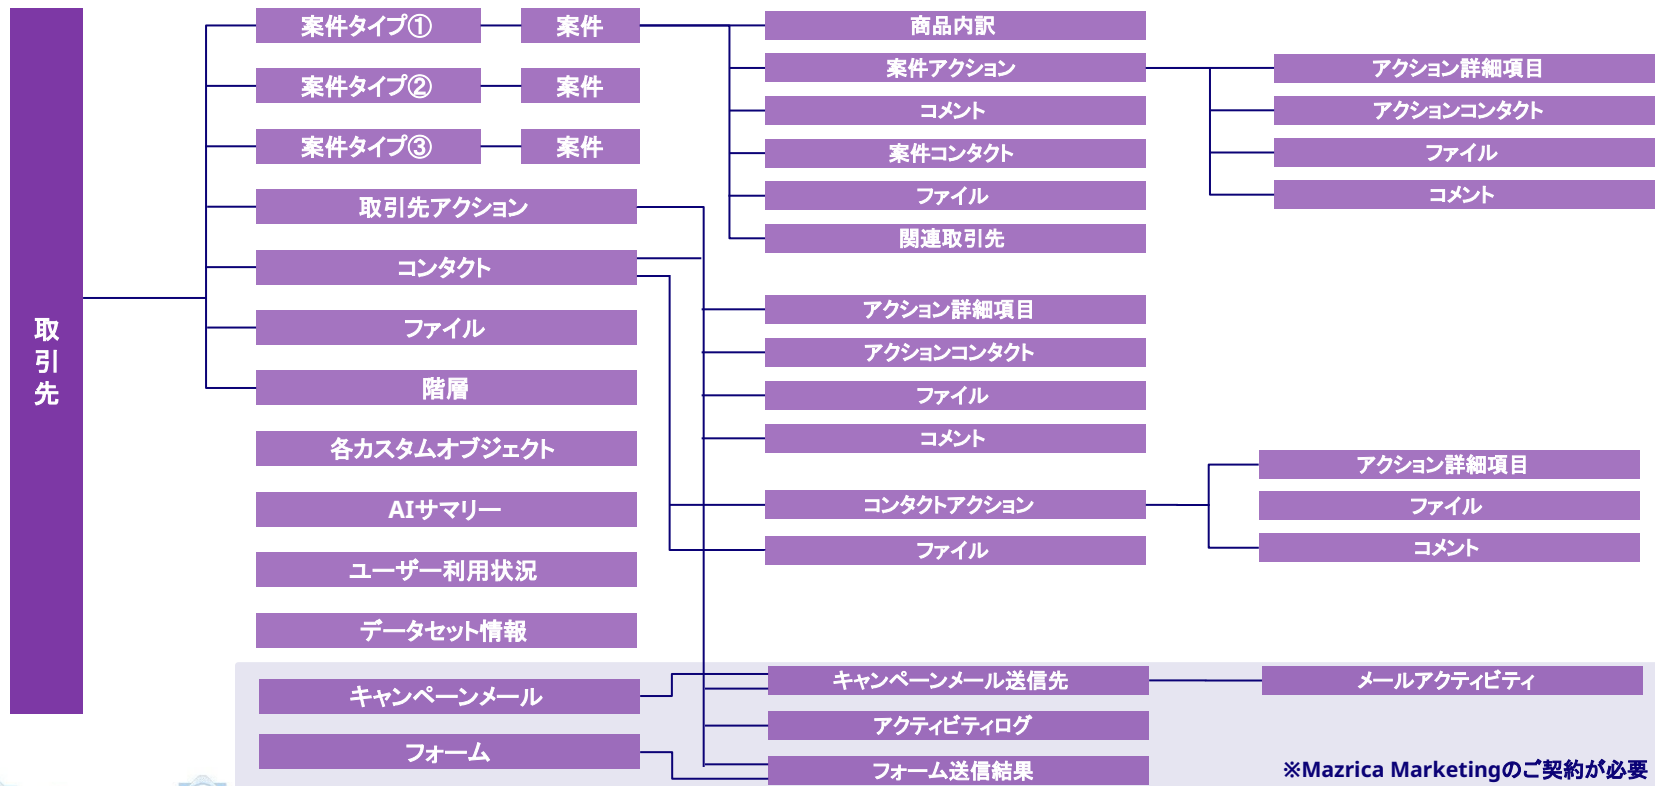 取引先
案件タイプ①
案件
案件タイプ②
案件
案件タイプ③
案件
取引先アクション
コンタクト
ファイル
階層
各カスタムオブジェクト
AIサマリー
ユーザー利用状況
データセット情報
キャンペーンメール
フォーム
商品内訳
案件アクション
コメント
案件コンタクト
ファイル
関連取引先
アクション詳細項目
アクションコンタクト
ファイル
コメント
アクション詳細項目
アクションコンタクト
ファイル
コメント
コンタクトアクション
ファイル
アクション詳細項目
ファイル
コメント
キャンペーンメール送信先
メールアクティビティ
アクティビティログ
フォーム送信結果
※Mazrica Marketingのご契約が必要